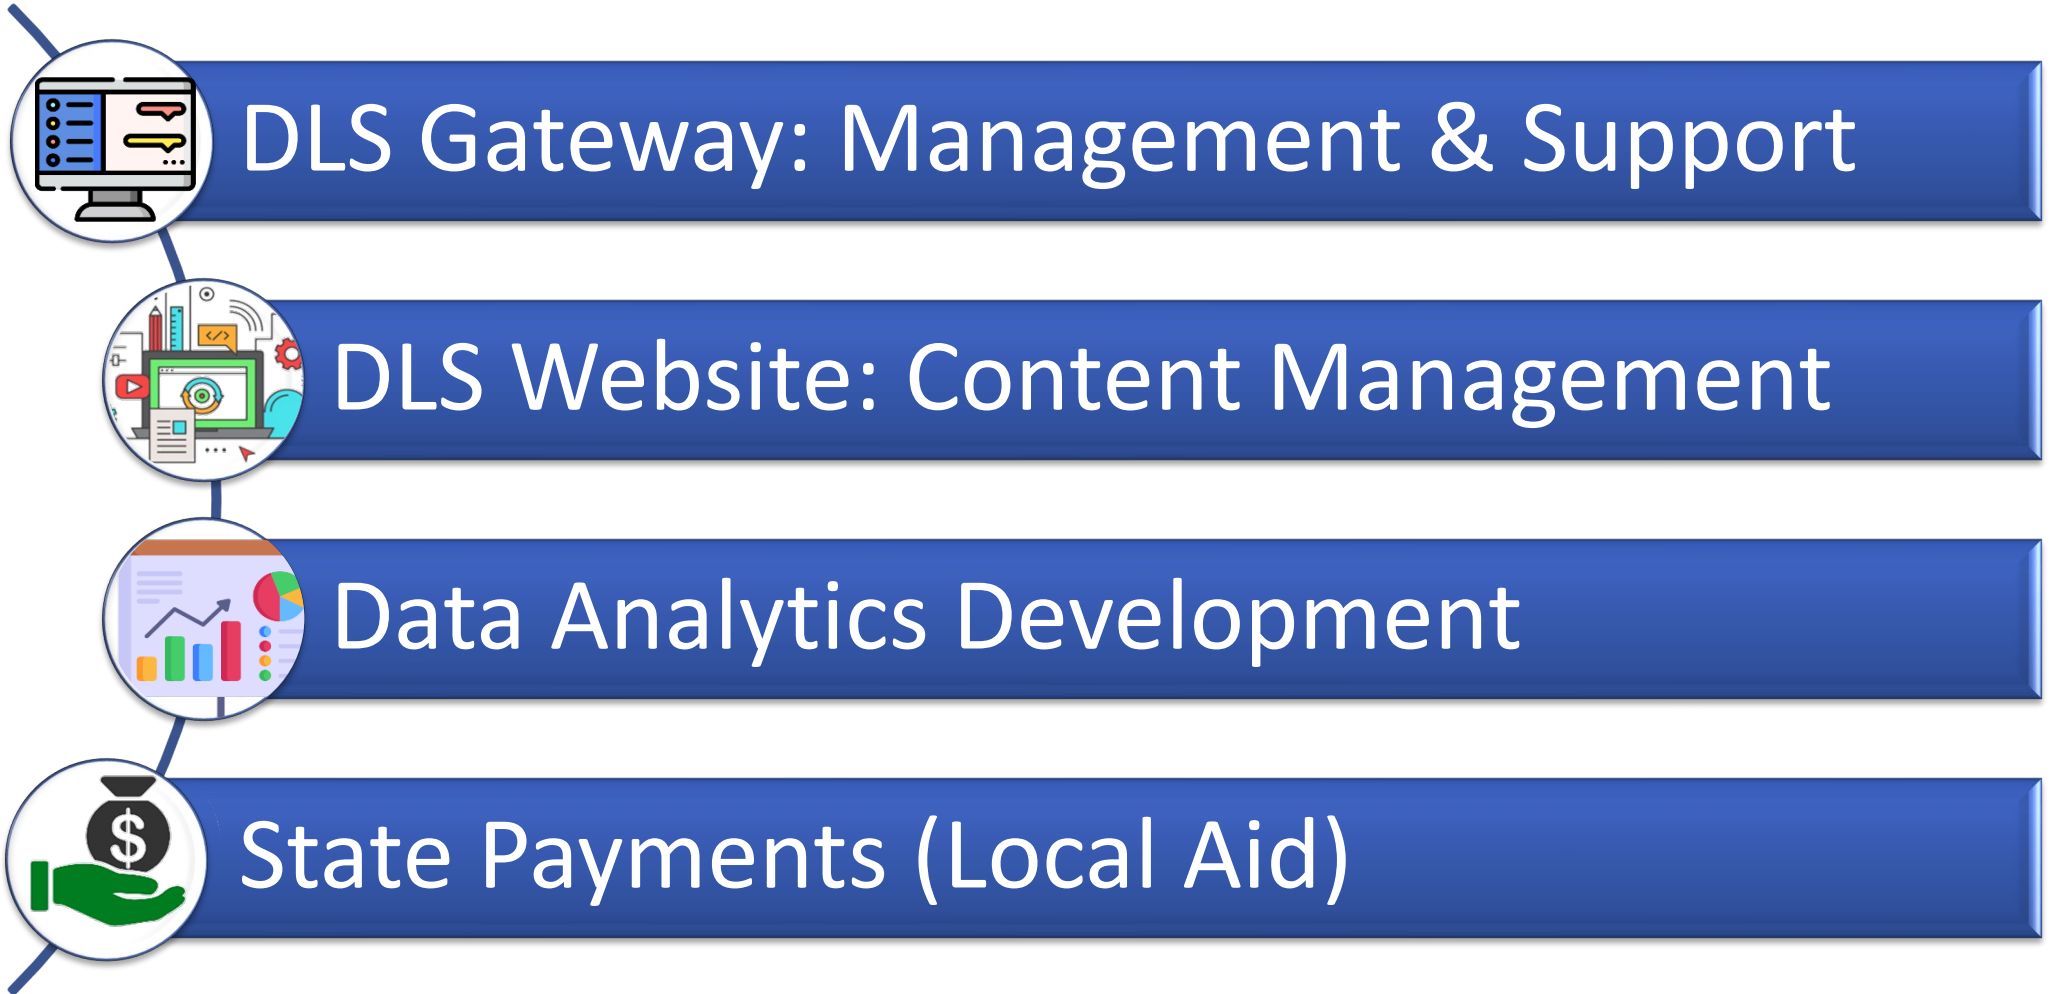 DLS Gateway: Management & Support
DLS Website: Content Management
</>
Data Analytics Development
$
State Payments (Local Aid)